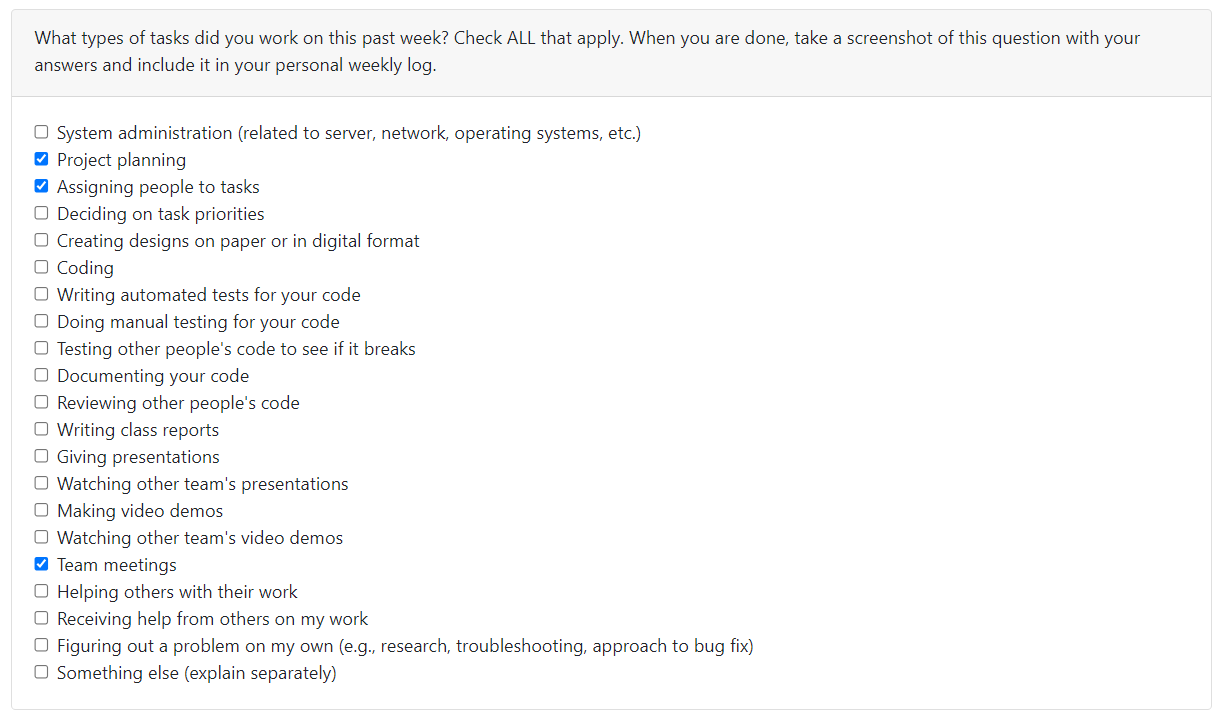 What types of tasks did you work on this past week? Check ALL that apply. When you are done, take a screenshot of this question with your
answers and include it in your personal weekly log.
System administration (related to server, network, operating systems, etc.)
Project planning
Assigning people to tasks
Deciding on task priorities
Creating designs on paper or in digital format
Coding
Writing automated tests for your code
Doing manual testing for your code
Testing other people's code to see if it breaks
Documenting your code
Reviewing other people's code
Writing class reports
Giving presentations
Watching other team's presentations
Making video demos
Watching other team's video demos
Team meetings
Helping others with their work
Receiving help from others on my work
Figuring out a problem on my own (e.g., research, troubleshooting, approach to bug fix)
Something else (explain separately)